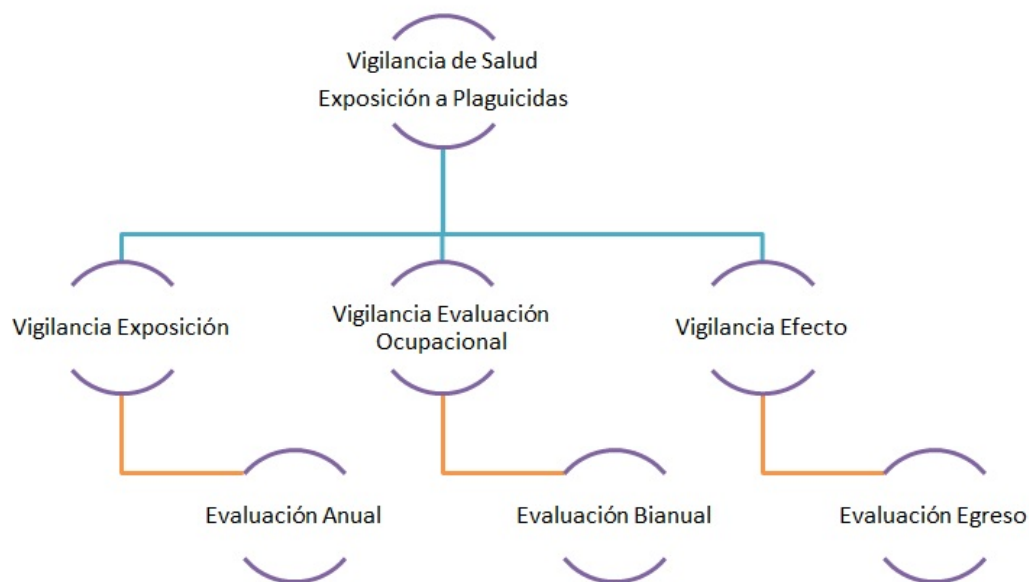 Vigilancia de Salud
Exposición a Plaguicidas
Vigilancia Exposición
Vigilancia Evaluación
Ocupacional
Vigilancia Efecto
Evaluación Anual
Evaluación Bianual
Evaluación Egreso